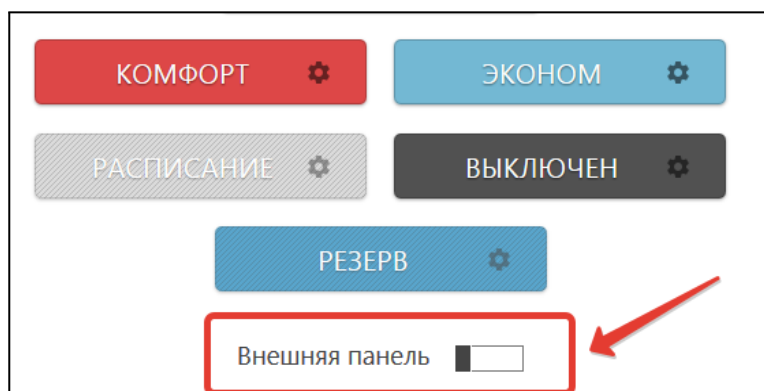 КОМФОРТ ЭКОНОМ
РАСПИСАНИЕ ВЫКЛЮЧЕН
РЕЗЕРВ
Внешняя панель